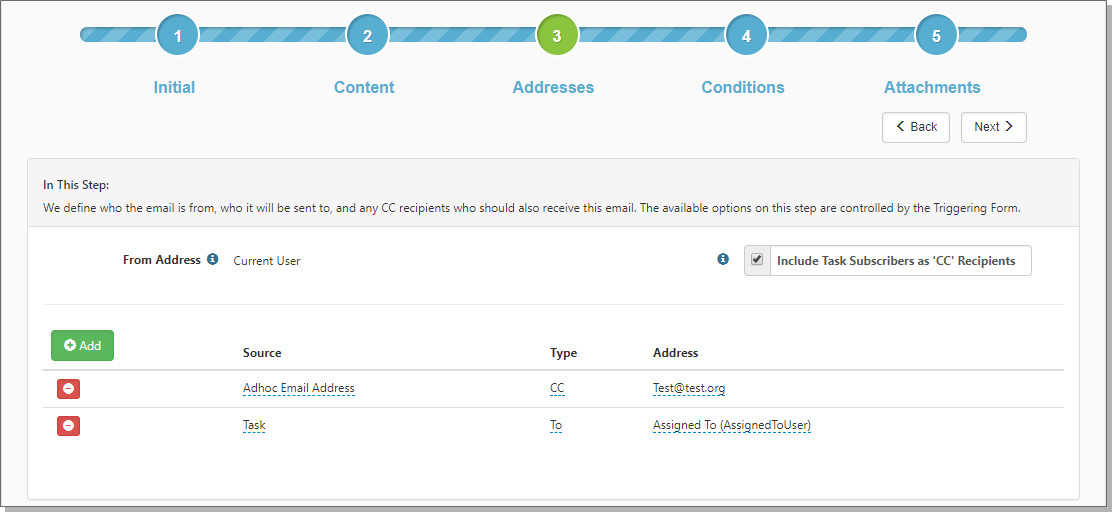 1 2 3 4 5
Initial Content Addresses Conditions Attachments
Back Next
In This Step:
We define who the email is from, who it will be sent to, and any CC recipients who should also receive this email. The available options on this step are controlled by the Triggering Form.
From Address Current User Include Task Subscribers as 'CC' Recipients
Add
Source Type Address
Adhoc Email Address CC Test@test.org
Task To Assigned To (AssignedToUser)